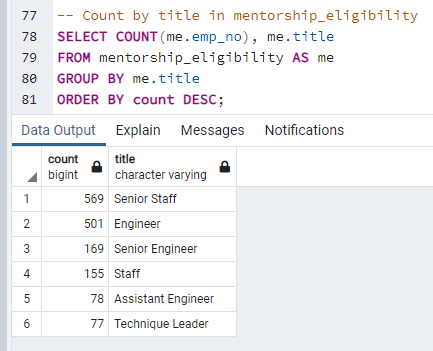 77 -- Count by title in mentorship_eligibility
78 SELECT COUNT(me.emp_no), me.title
79 FROM mentorship_eligibility AS me
80 GROUP BY me.title
81 ORDER BY count DESC;
Data Output Explain Messages Notifications
count title
bigint character varying
1 569 Senior Staff
2 501 Engineer
3 169 Senior Engineer
4 155 Staff
5 78 Assistant Engineer
6 77 Technique Leader